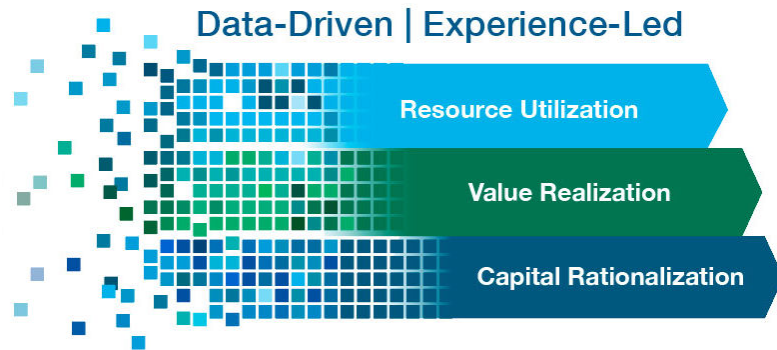 Data-Driven | Experience-Led
Resource Utilization
Value Realization
Capital Rationalization